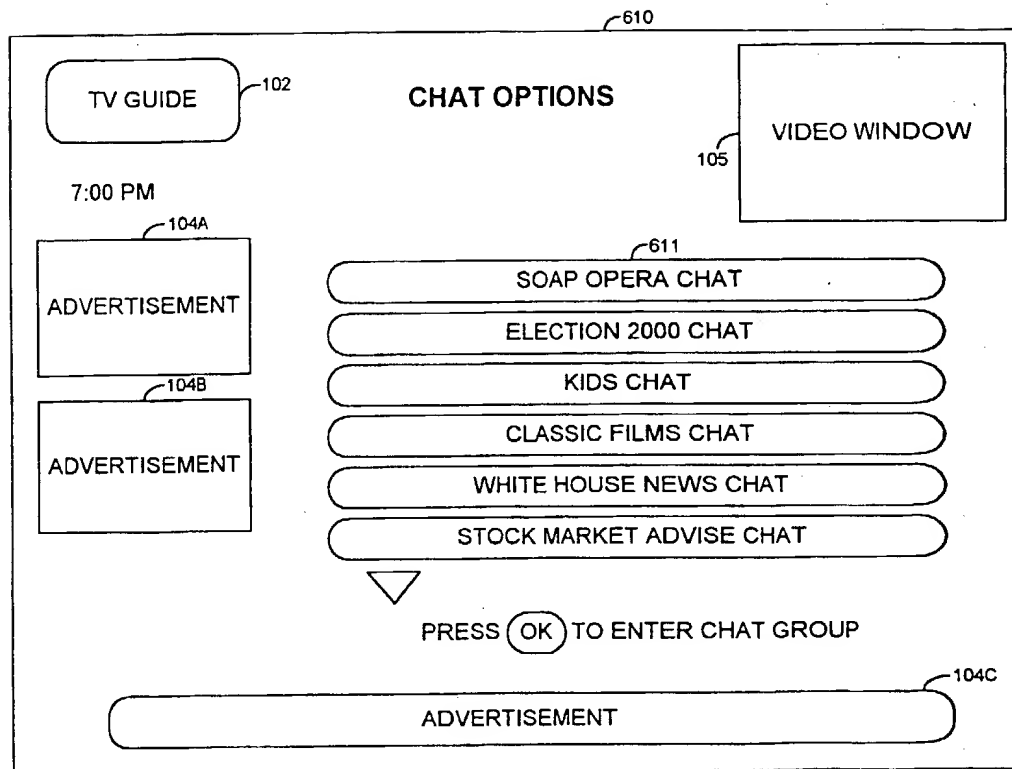 610
TV GUIDE
102
CHAT OPTIONS
VIDEO WINDOW
105
7:00 PM
104A
ADVERTISEMENT
104B
ADVERTISEMENT
611
SOAP OPERA CHAT
ELECTION 2000 CHAT
KIDS CHAT
CLASSIC FILMS CHAT
WHITE HOUSE NEWS CHAT
STOCK MARKET ADVISE CHAT
PRESS OK TO ENTER CHAT GROUP
104C
ADVERTISEMENT